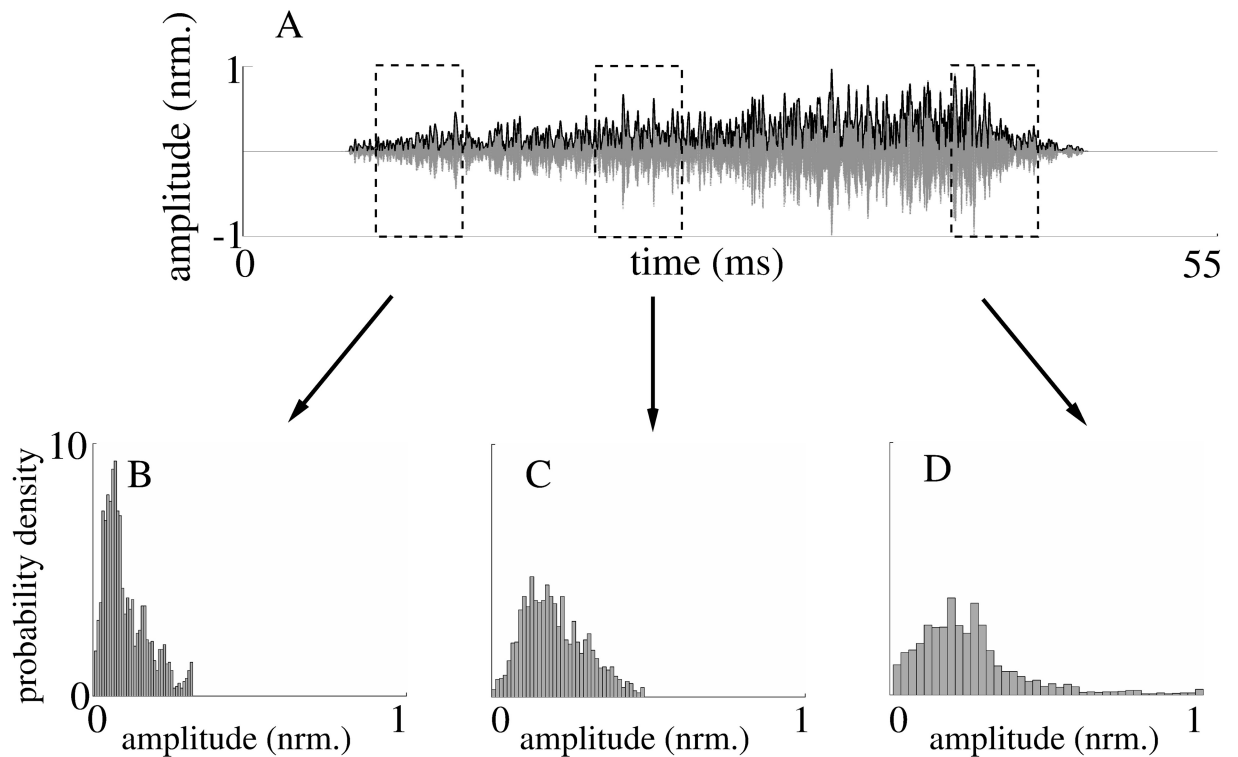 A
amplitude (nrm.)
1
-1
0
time (ms)
55
probability density
10
0
B
0
1
amplitude (nrm.)
C
0
1
amplitude (nrm.)
D
0
1
amplitude (nrm.)